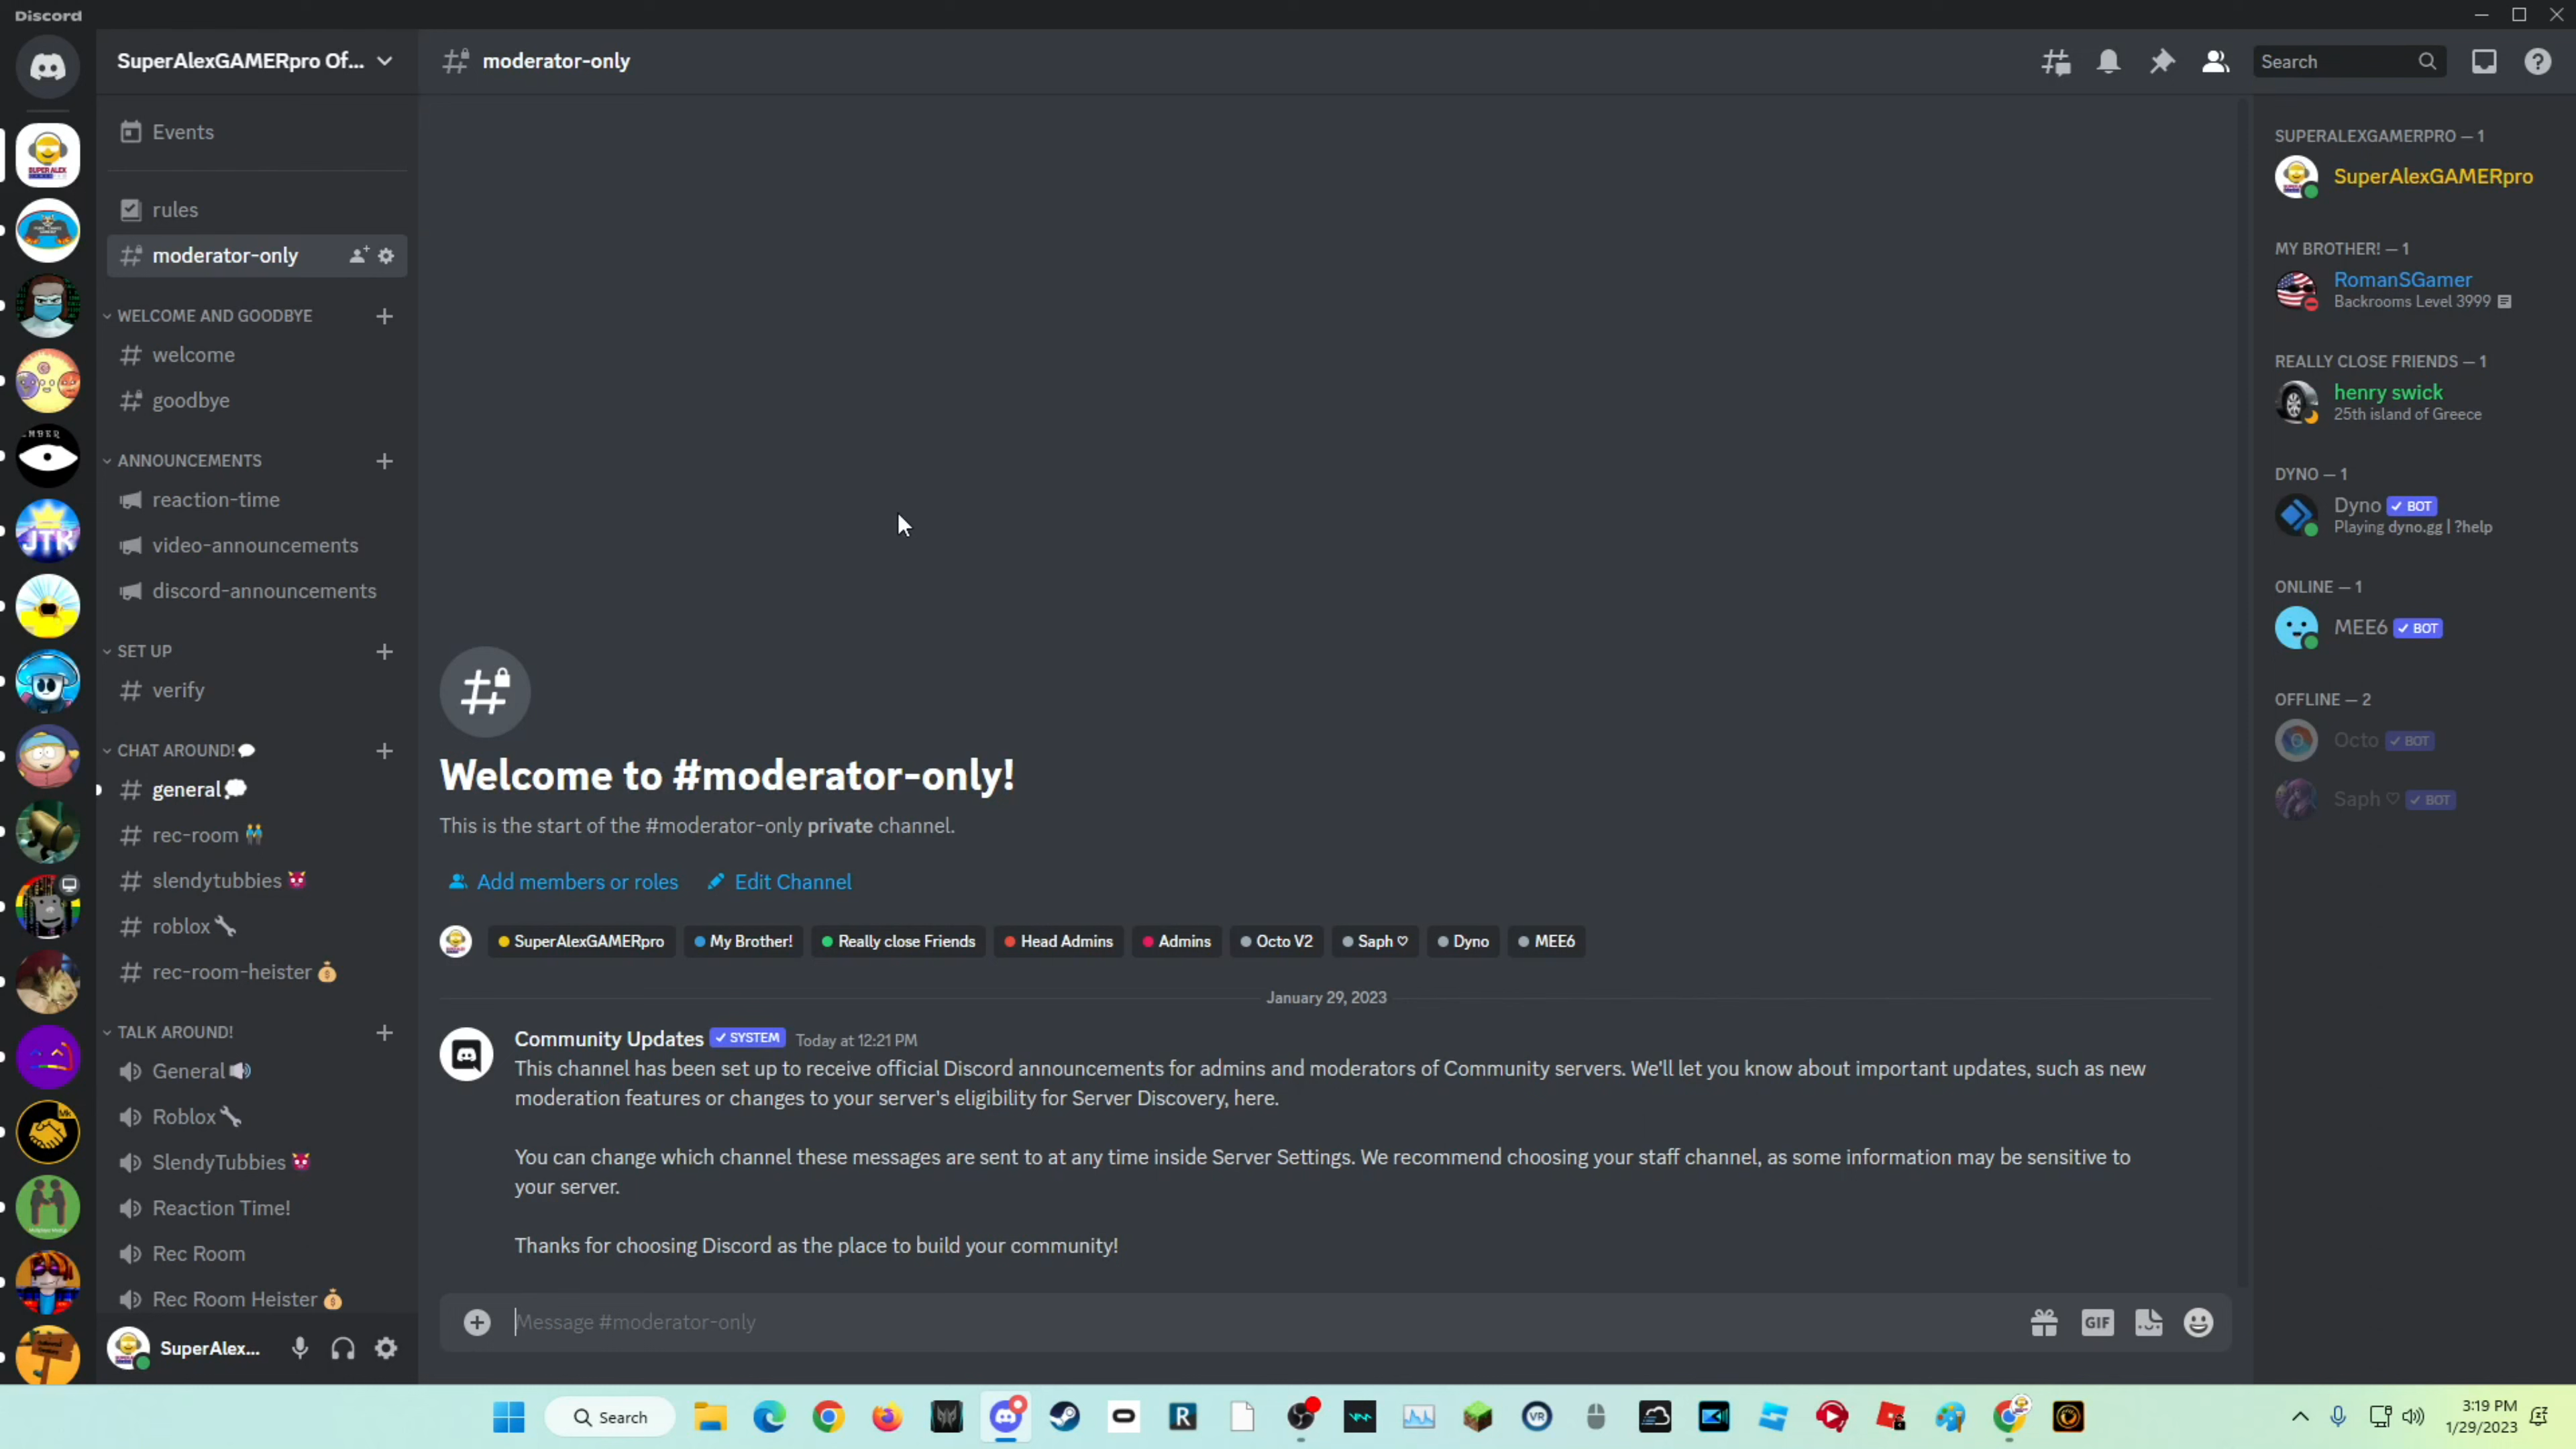 Discord
SuperAlexGAMERpro Of...
Events
rules
moderator-only
WELCOME AND GOODBYE
welcome
goodbye
ANNOUNCEMENTS
reaction-time
video-announcements
discord-announcements
SET UP
verify
CHAT AROUND!💬
general💭
rec-room 👬
slendytubbies 👿
roblox🔧
rec-room-heister💰
TALK AROUND!
General🔊
Roblox🔧
SlendyTubbies 👿
Reaction Time!
Rec Room
Rec Room Heister💰
SuperAlex...
moderator-only
Search
Welcome to #moderator-only!
This is the start of the #moderator-only private channel.
Add members or roles Edit Channel
SuperAlexGAMERpro My Brother! Really close Friends Head Admins Admins Octo V2 Saph ♡ Dyno MEE6
January 29, 2023
Community Updates ✓ SYSTEM Today at 12:21 PM
This channel has been set up to receive official Discord announcements for admins and moderators of Community servers. We'll let you know about important updates, such as new
moderation features or changes to your server's eligibility for Server Discovery, here.
You can change which channel these messages are sent to at any time inside Server Settings. We recommend choosing your staff channel, as some information may be sensitive to
your server.
Thanks for choosing Discord as the place to build your community!
Message #moderator-only
GIF
SUPERALEXGAMERPRO — 1
SuperAlexGAMERpro
MY BROTHER! — 1
RomanSGamer
Backrooms Level 3999
REALLY CLOSE FRIENDS — 1
henry swick
25th island of Greece
DYNO — 1
Dyno ✓ BOT
Playing dyno.gg | ?help
ONLINE — 1
MEE6 ✓ BOT
OFFLINE — 2
Octo ✓ BOT
Saph ♡ ✓ BOT
SUPER ALEX
JTR
MK
Search
R
VR
3:19 PM
1/29/2023